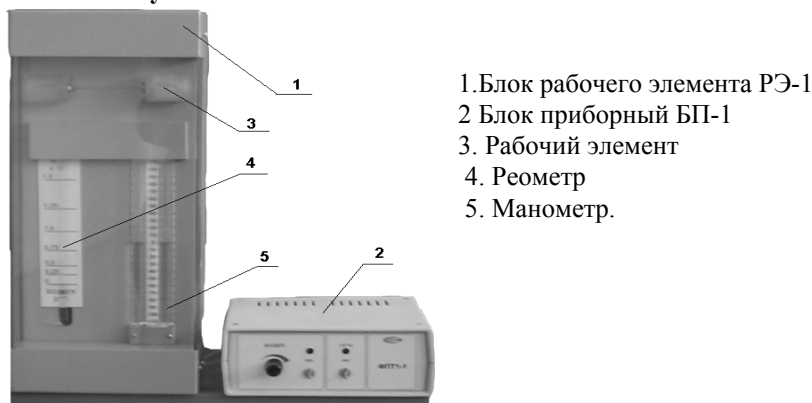 1
3
4
5
2
1.Блок рабочего элемента РЭ-1
2 Блок приборный БП-1
3. Рабочий элемент
4. Реометр
5. Манометр.
ФПТ1-1